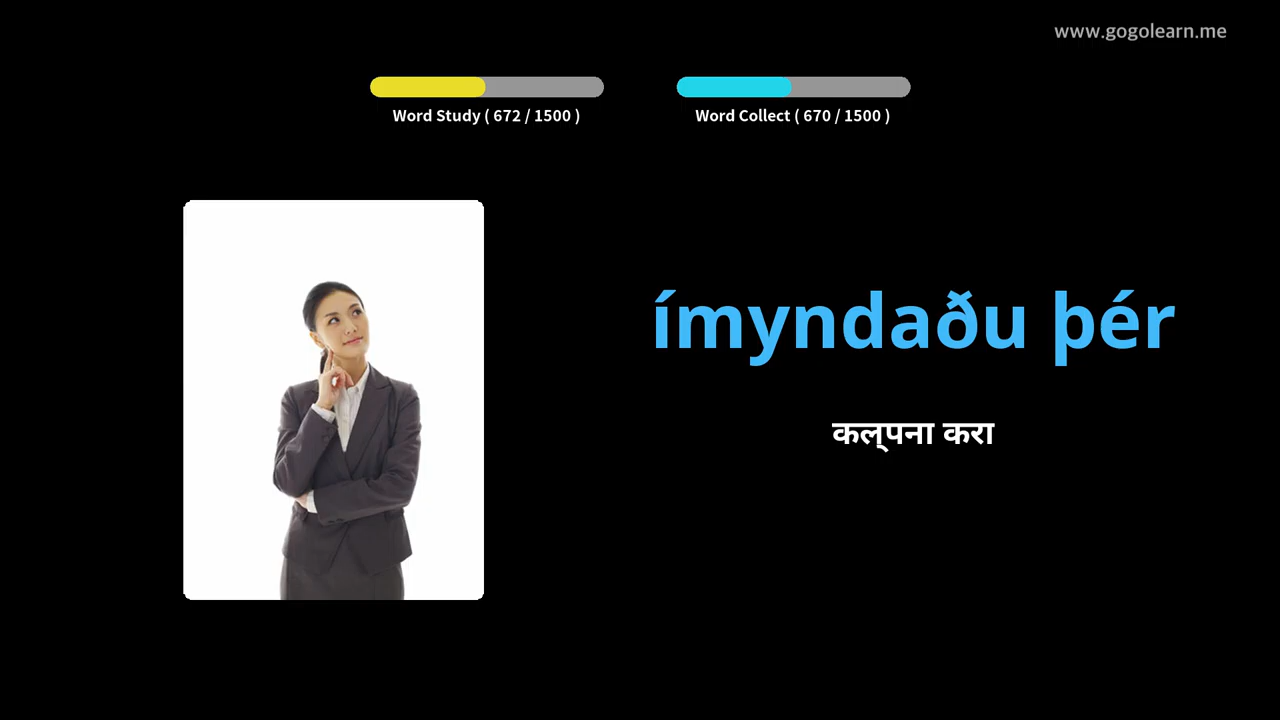 www.gogolearn.me
Word Study ( 672 / 1500 )
Word Collect ( 670 / 1500 )
ímyndaðu þér
कल्पना करा